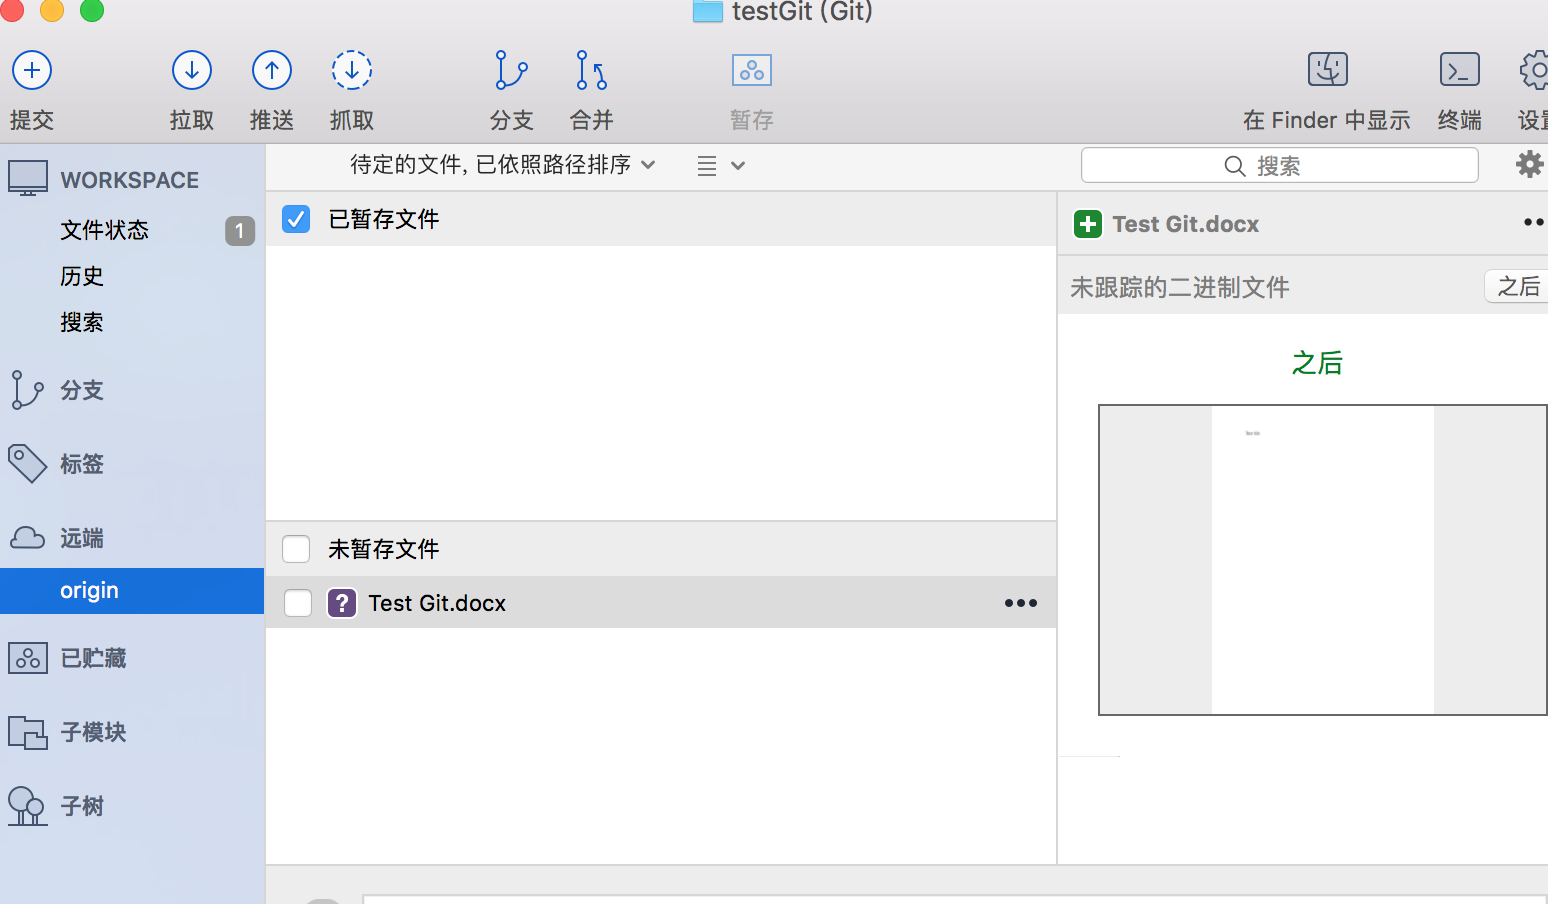 testGit (Git)
提交
拉取
推送
抓取
分支
合并
暂存
在 Finder 中显示
终端
WORKSPACE
文件状态
1
历史
搜索
分支
标签
远端
origin
已贮藏
子模块
子树
待定的文件, 已依照路径排序
搜索
已暂存文件
未暂存文件
? Test Git.docx
Test Git.docx
未跟踪的二进制文件
之后
之后